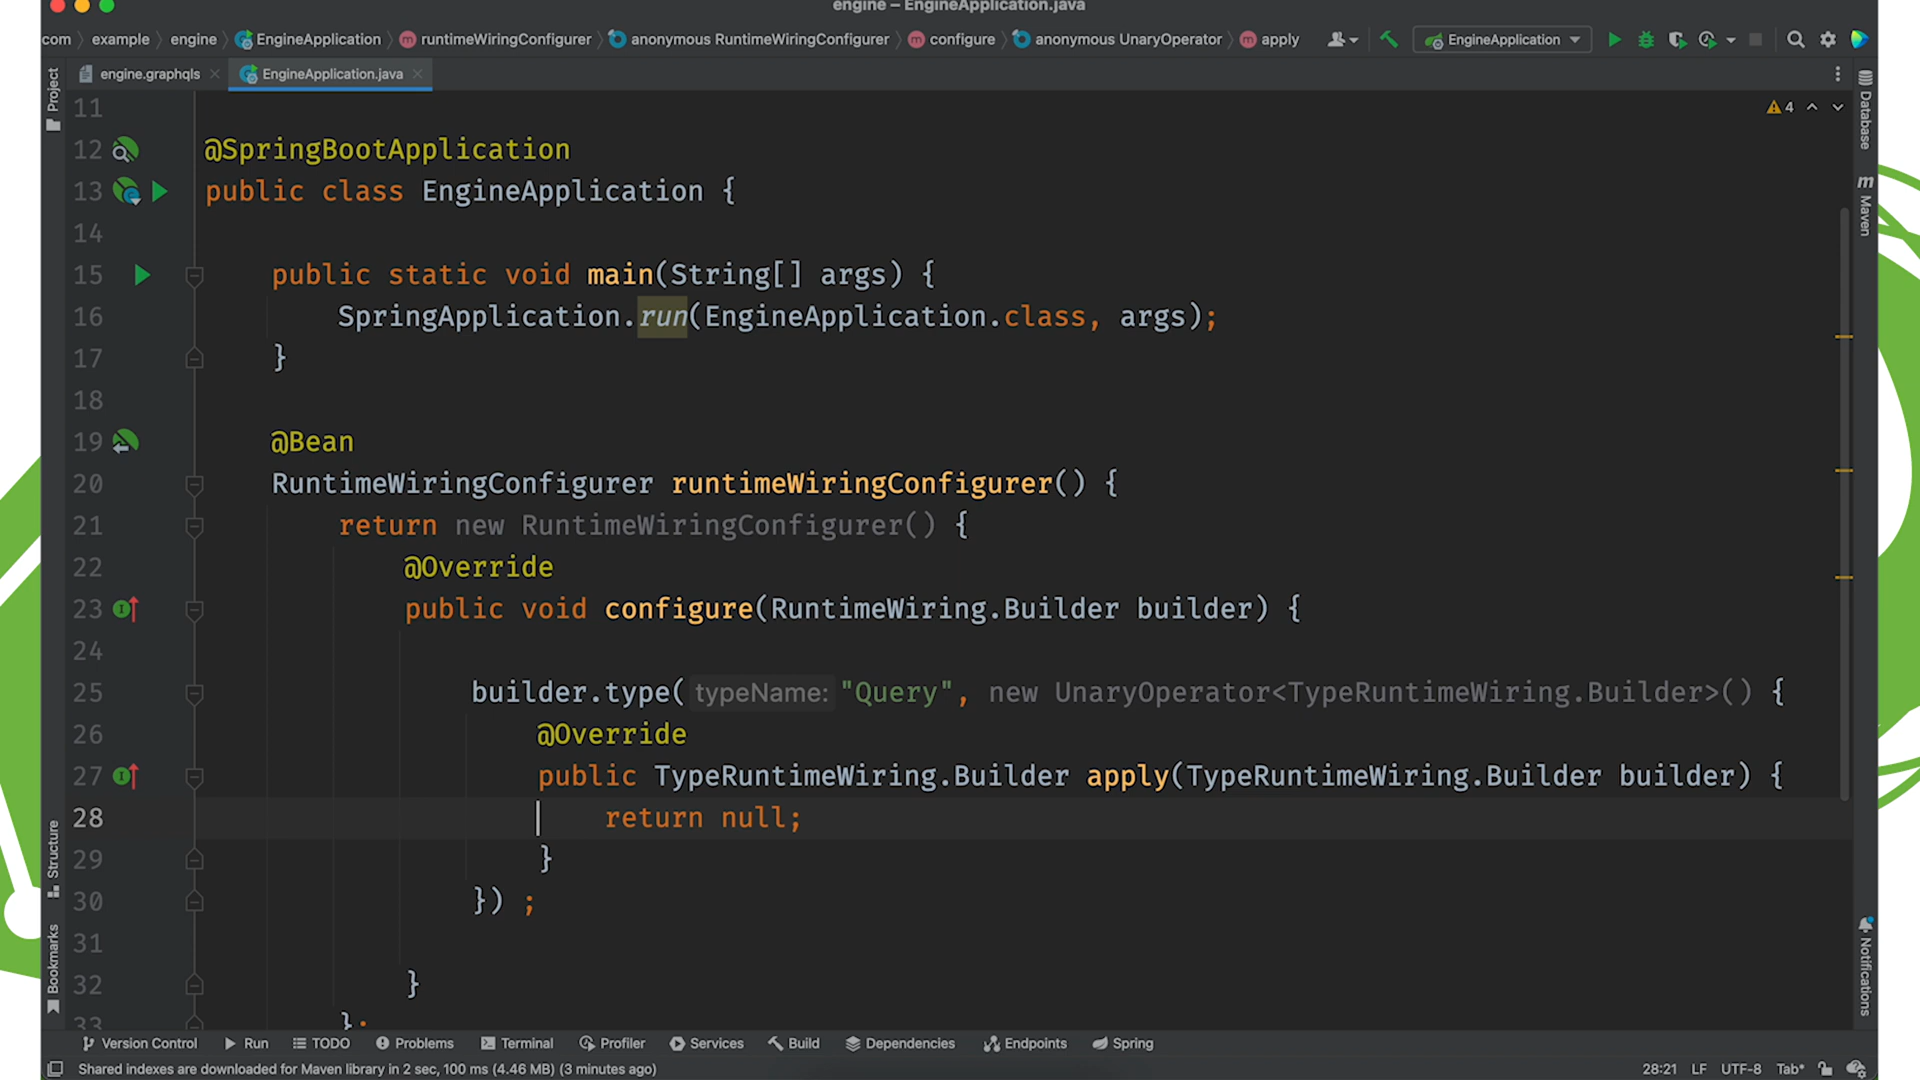 engine – EngineApplication.java
com example engine EngineApplication runtimeWiringConfigurer anonymous RuntimeWiringConfigurer configure anonymous UnaryOperator apply EngineApplication
engine.graphqls EngineApplication.java
Project
Structure
Bookmarks
Database
Maven
Notifications
4
11
12 @SpringBootApplication
13 public class EngineApplication {
14
15 public static void main(String[] args) {
16 SpringApplication.run(EngineApplication.class, args);
17 }
18
19 @Bean
20 RuntimeWiringConfigurer runtimeWiringConfigurer() {
21 return new RuntimeWiringConfigurer() {
22 @Override
23 public void configure(RuntimeWiring.Builder builder) {
24
25 builder.type( typeName: "Query", new UnaryOperator<TypeRuntimeWiring.Builder>() {
26 @Override
27 public TypeRuntimeWiring.Builder apply(TypeRuntimeWiring.Builder builder) {
28 return null;
29 }
30 }) ;
31
32 }
33 };
Version Control Run TODO Problems Terminal Profiler Services Build Dependencies Endpoints Spring
Shared indexes are downloaded for Maven library in 2 sec, 100 ms (4.46 MB) (3 minutes ago) 28:21 LF UTF-8 Tab*